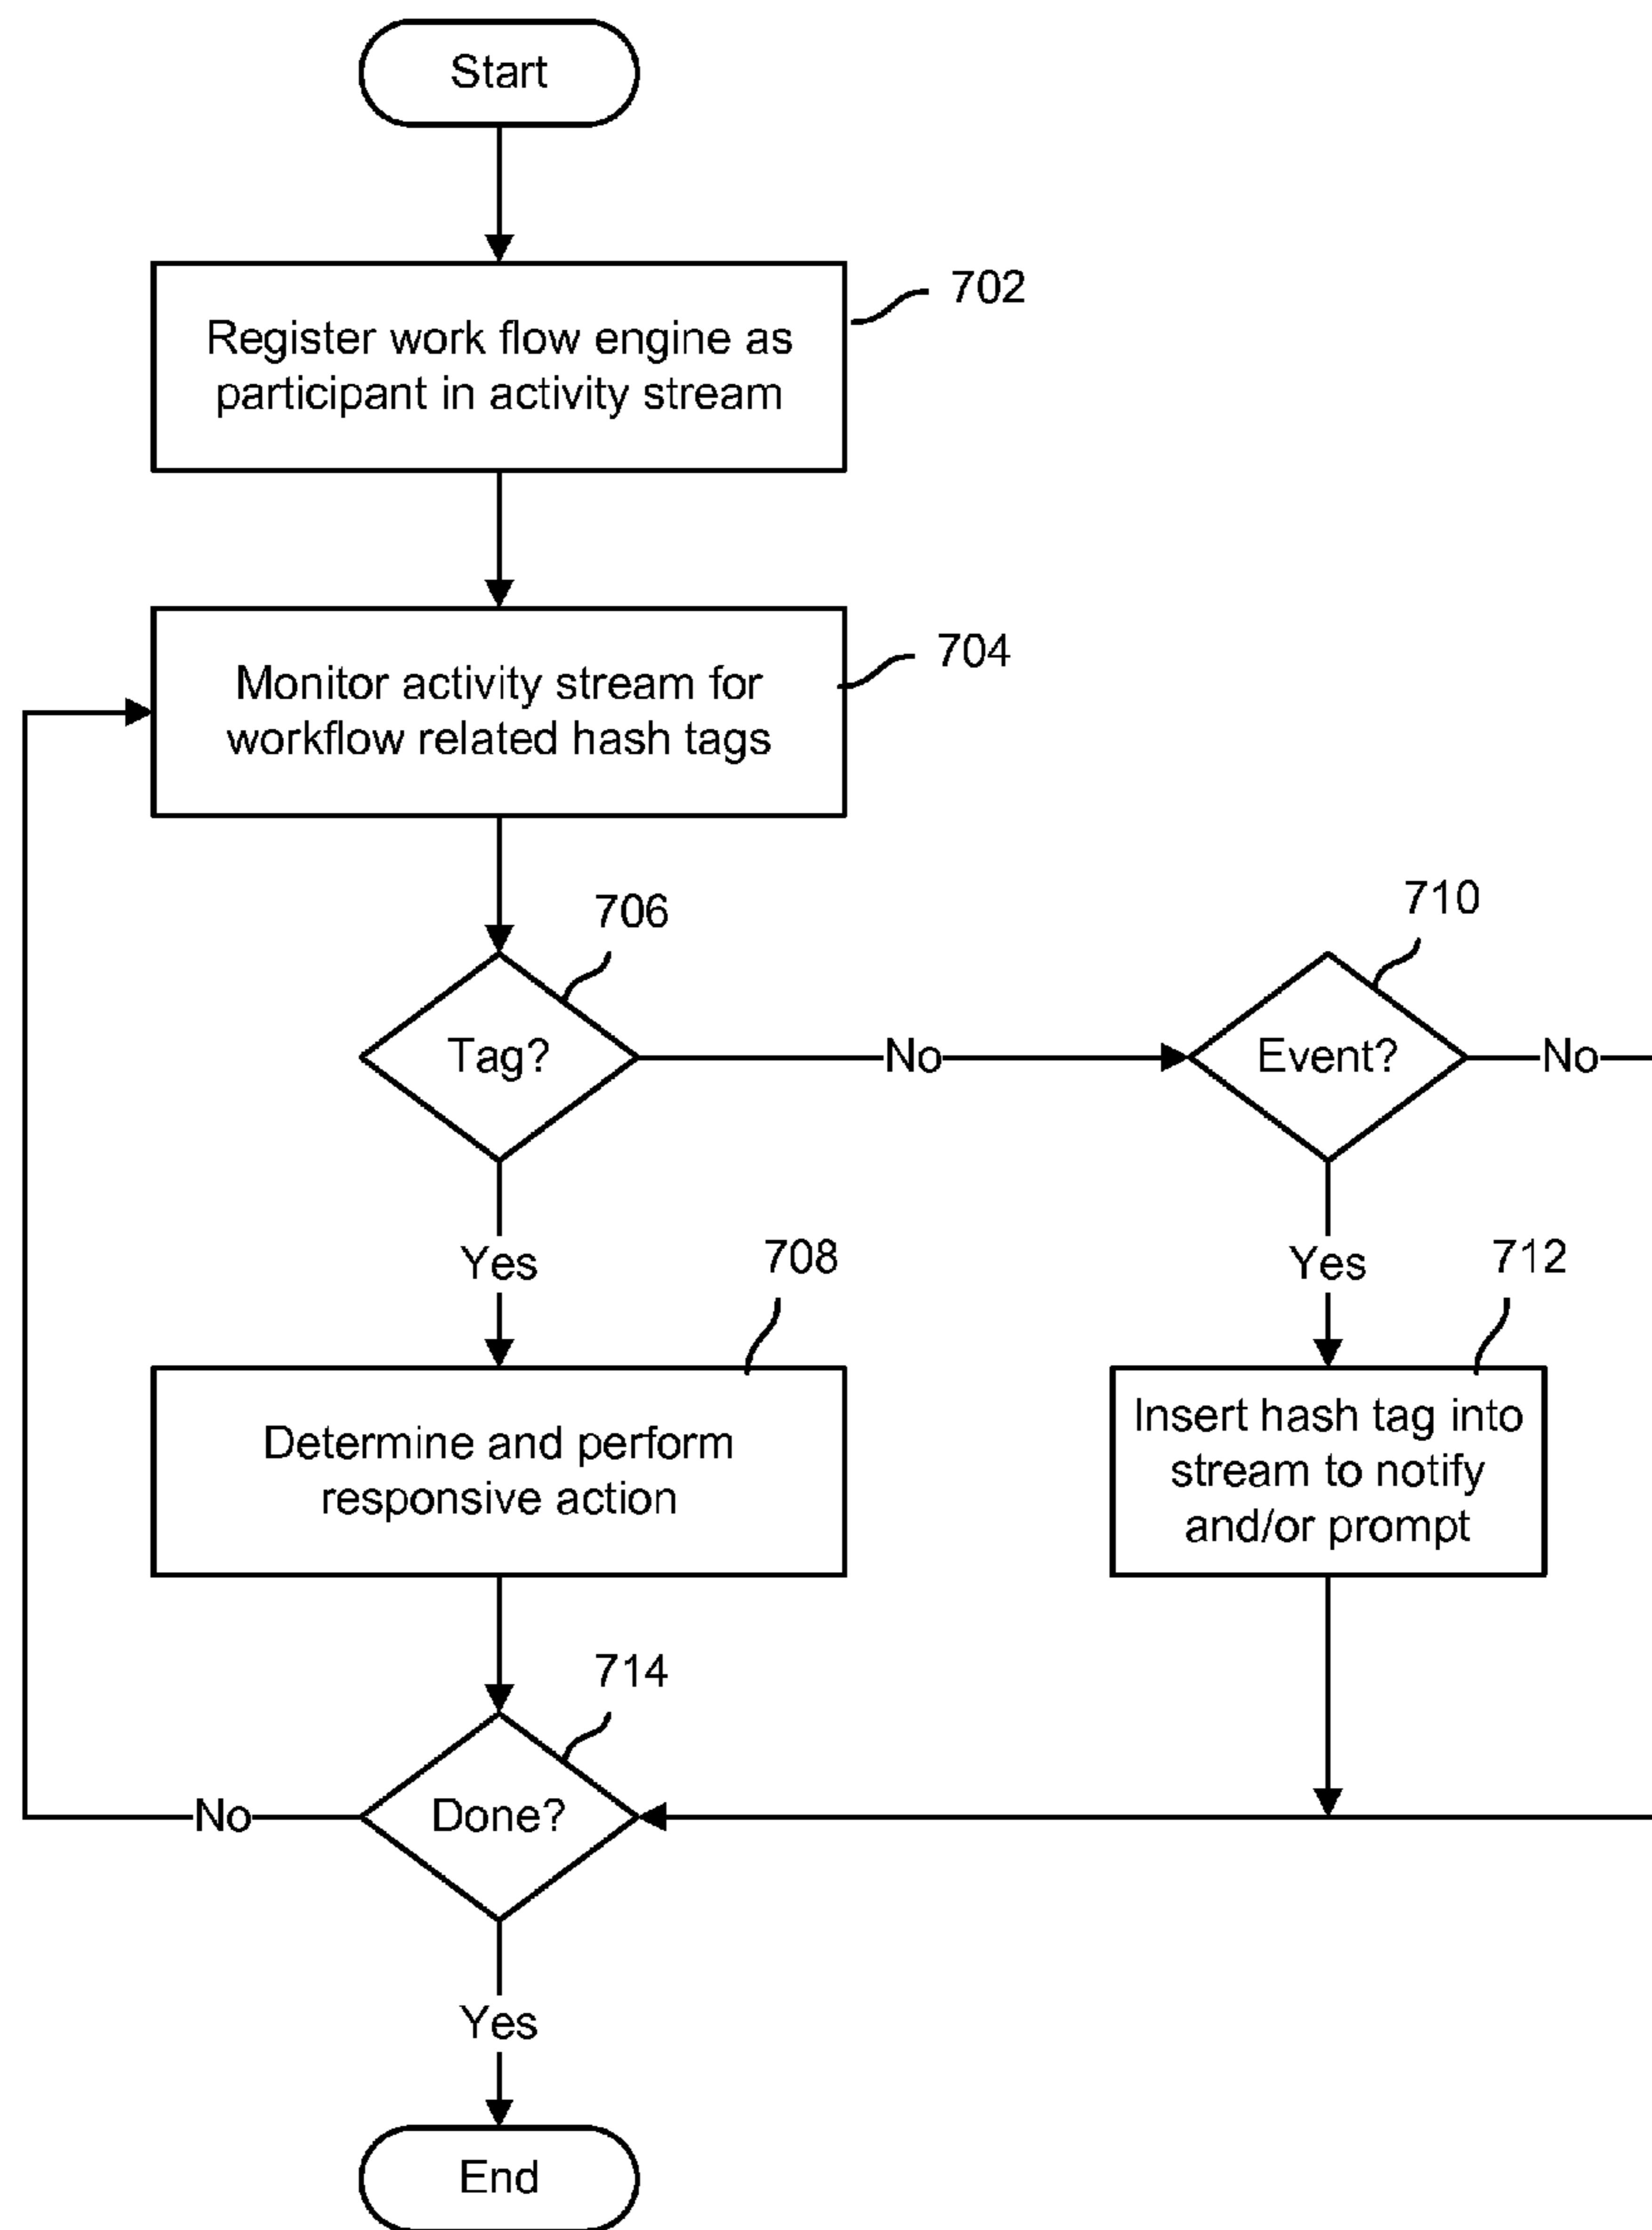 Start
702
Register work flow engine as
participant in activity stream
704
Monitor activity stream for
workflow related hash tags
706
710
Tag?
No
Event?
No
Yes
708
Yes
712
Determine and perform
responsive action
Insert hash tag into
stream to notify
and/or prompt
714
No
Done?
Yes
End